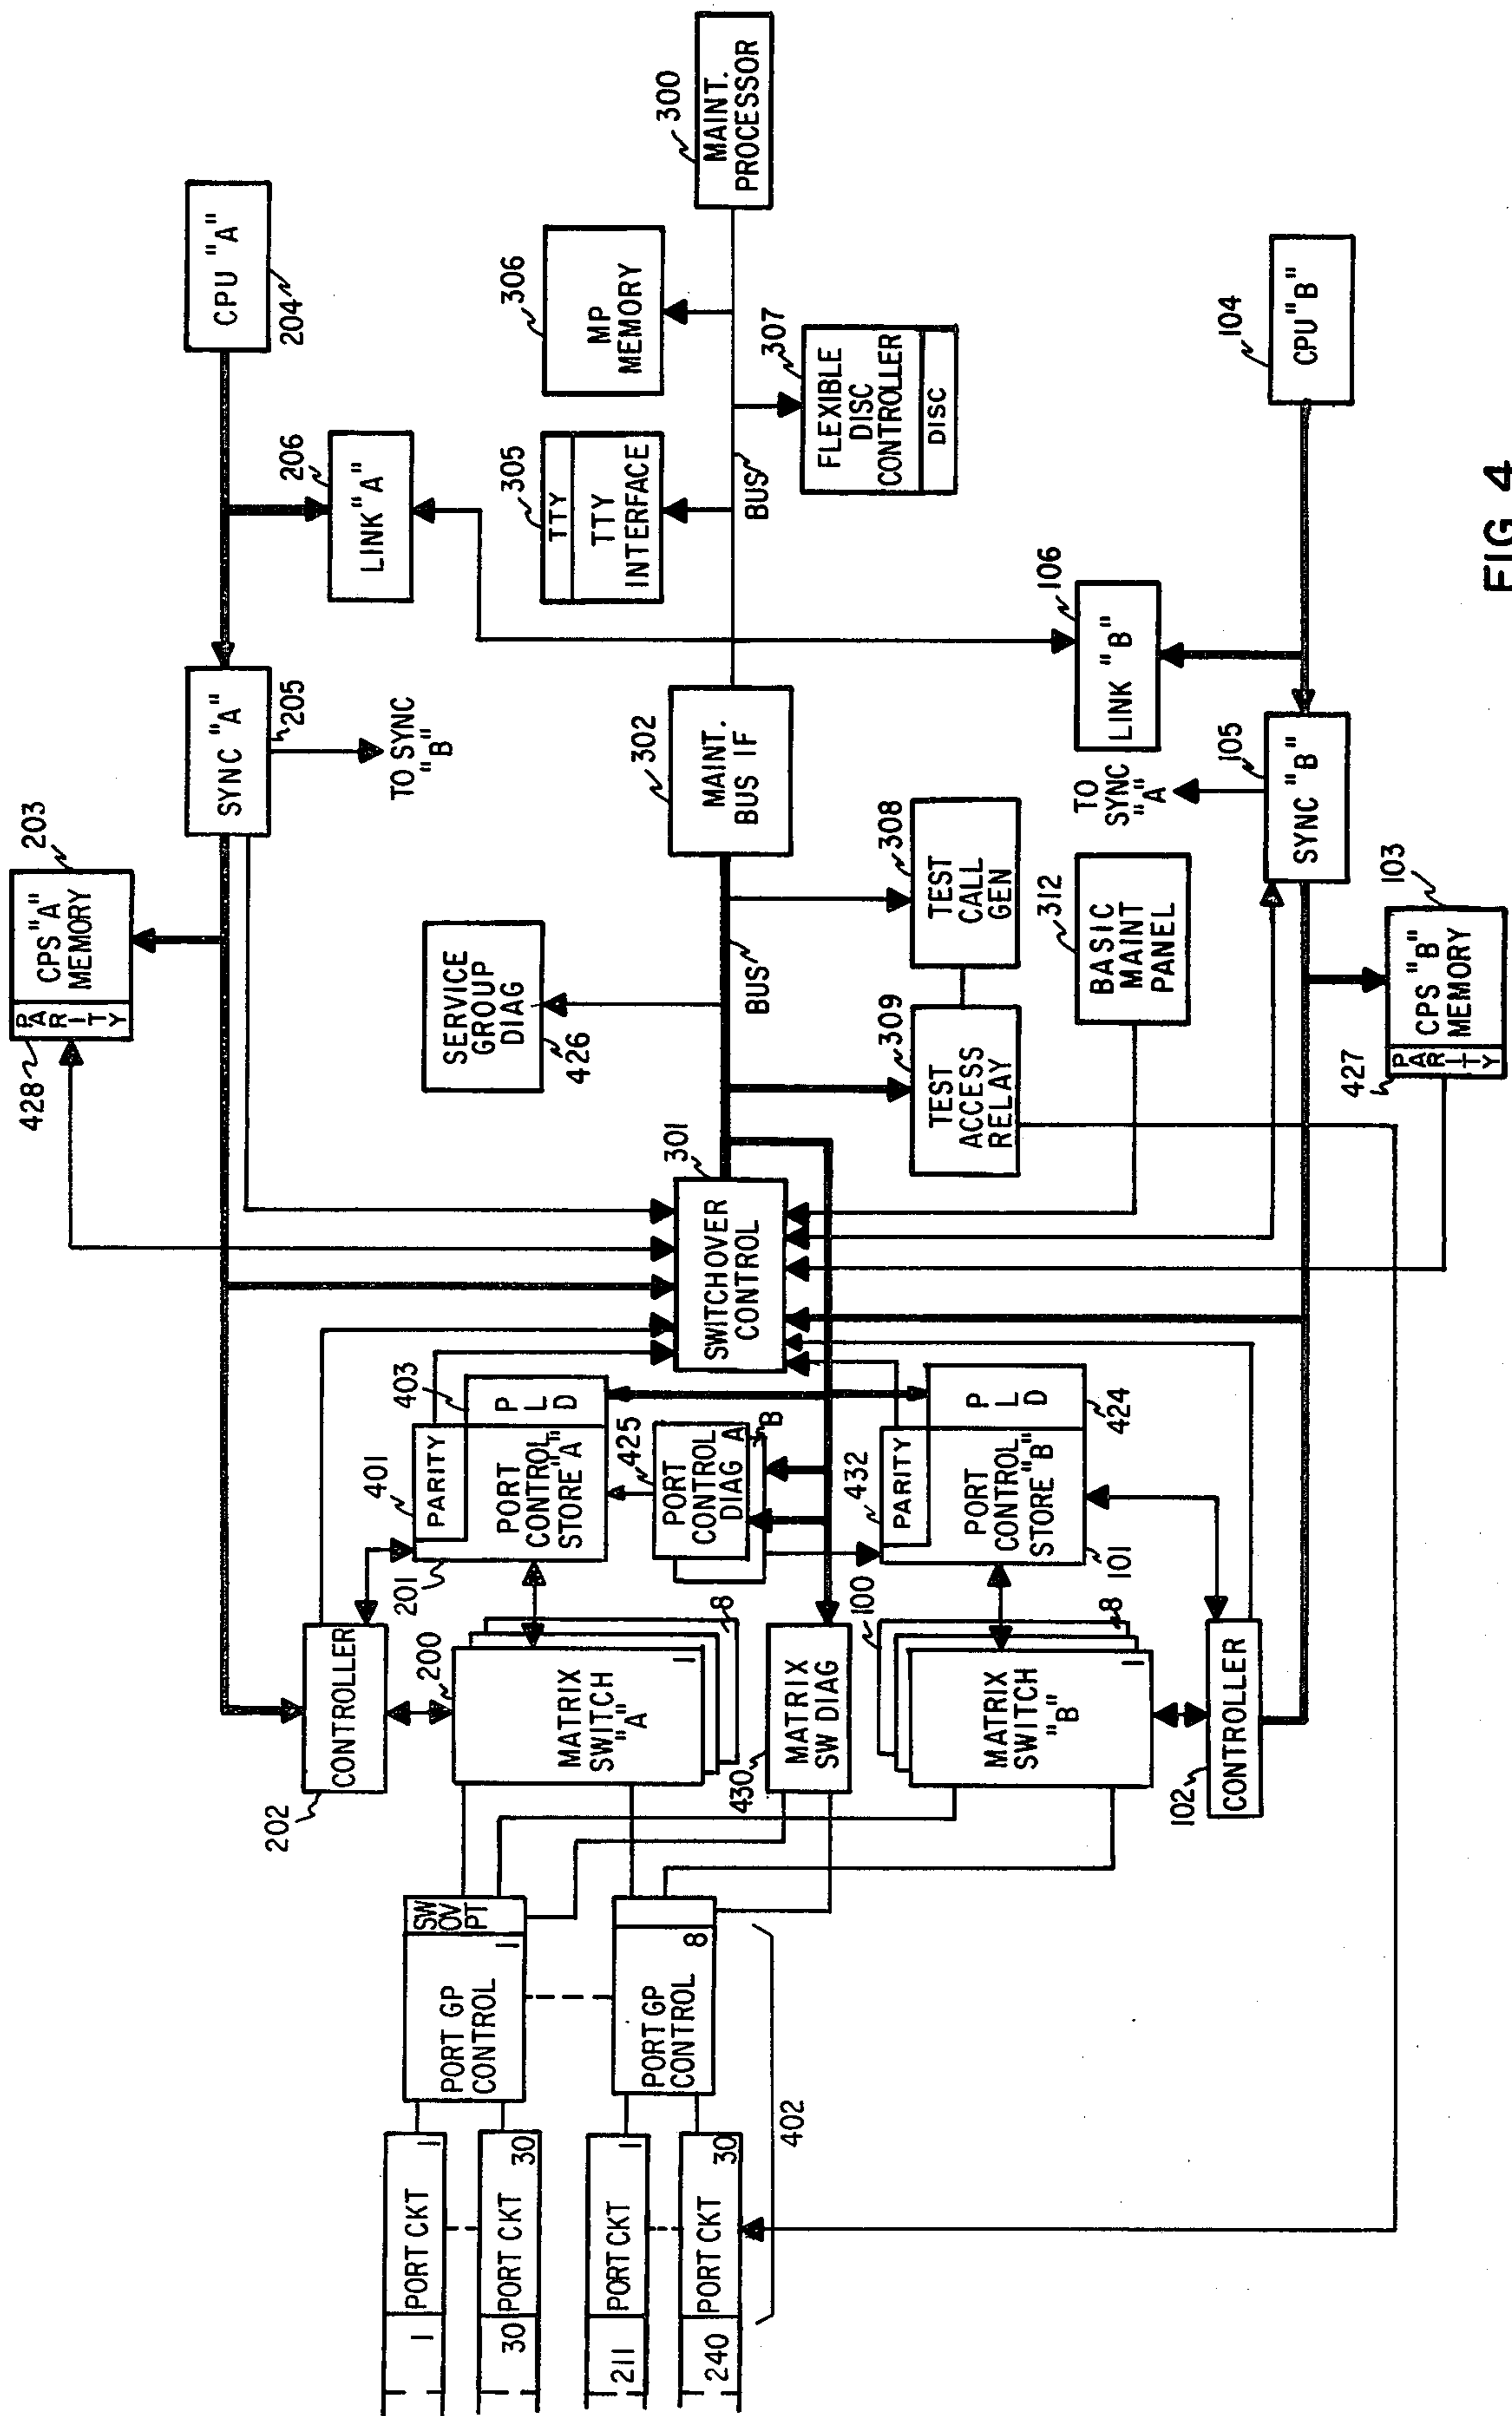 CPU "A"
204
MAINT.
PROCESSOR
300
MP
MEMORY
306
FLEXIBLE
DISC
CONTROLLER
DISC
307
CPU "B"
104
LINK "A"
206
TTY
TTY
INTERFACE
305
BUS
LINK "B"
106
SYNC "A"
205
TO SYNC
"B"
MAINT.
BUS IF
302
SYNC "B"
105
TO
SYNC
"A"
CPS "A"
MEMORY
PARITY
203
428
SERVICE
GROUP
DIAG
426
BUS
TEST
CALL
GEN
308
TEST
ACCESS
RELAY
309
BASIC
MAINT
PANEL
312
CPS "B"
MEMORY
PARITY
103
427
SWITCHOVER
CONTROL
301
PARITY
401
PLD
403
PORT
CONTROL
STORE "A"
201
PORT
CONTROL
DIAG
A
B
425
PARITY
432
PLD
424
PORT
CONTROL
STORE "B"
101
CONTROLLER
202
MATRIX
SWITCH
"A"
1
8
200
MATRIX
SW DIAG
430
MATRIX
SWITCH
"B"
1
8
100
CONTROLLER
102
SW
OV
PT
PORT GP
CONTROL
1
PORT GP
CONTROL
8
402
1
PORT CKT
1
30
PORT CKT
30
211
PORT CKT
1
240
PORT CKT
30
FIG. 4